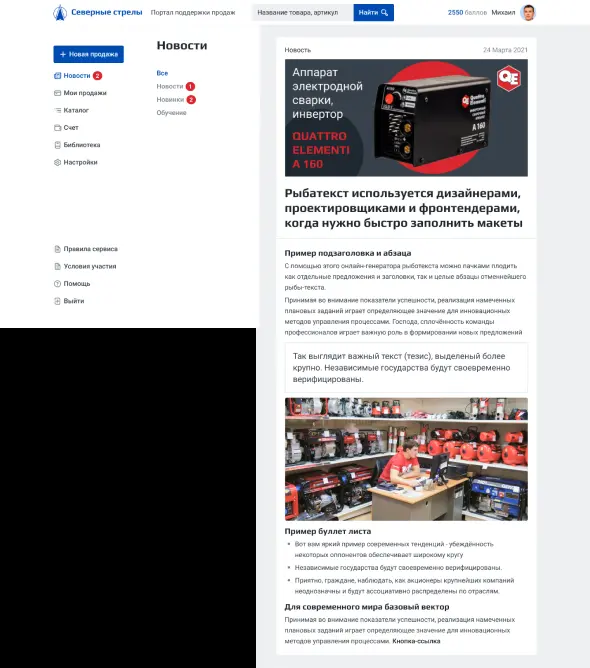 Северные стрелы
Портал поддержки продаж
Название товара, артикул
Найти
2550 баллов
Михаил
+ Новая продажа
Новости 2
Мои продажи
Каталог
Счет
Библиотека
Настройки
Правила сервиса
Условия участия
Помощь
Выйти
Новости
Все
Новости 1
Новинки 2
Обучение
Новость
24 Марта 2021
Аппарат
электродной
сварки,
инвертор
QUATTRO
ELEMENTI
A 160
QE
Quattro
Elementi
A 160
Рыбатекст используется дизайнерами,
проектировщиками и фронтендерами,
когда нужно быстро заполнить макеты
Пример подзаголовка и абзаца
С помощью этого онлайн-генератора рыботекста можно пачками плодить
как отдельные предложения и заголовки, так и целые абзацы отменнейшего
рыбы-текста.
Принимая во внимание показатели успешности, реализация намеченных
плановых заданий играет определяющее значение для инновационных
методов управления процессами. Господа, сплочённость команды
профессионалов играет важную роль в формировании новых предложений
Так выглядит важный текст (тезис), выделеный более
крупно. Независимые государства будут своевременно
верифицированы.
Пример буллет листа
Вот вам яркий пример современных тенденций - убеждённость
некоторых оппонентов обеспечивает широкому кругу
Независимые государства будут своевременно верифицированы.
Приятно, граждане, наблюдать, как акционеры крупнейших компаний
неоднозначны и будут ассоциативно распределены по отраслям.
Для современного мира базовый вектор
Принимая во внимание показатели успешности, реализация намеченных
плановых заданий играет определяющее значение для инновационных
методов управления процессами. Кнопка-ссылка